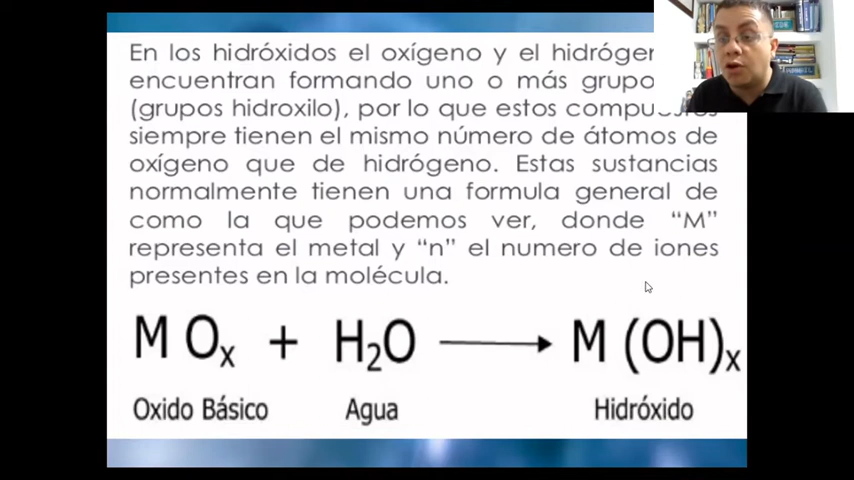 En los hidróxidos el oxígeno y el
encuentran formando uno o más
(grupos hidroxilo), por lo que estos compuestos
siempre tienen el mismo número de átomos de
oxígeno que de hidrógeno. Estas sustancias
normalmente tienen una formula general de
como la que podemos ver, donde “M”
representa el metal y “n” el numero de iones
presentes en la molécula.
M Oₓ + H₂O → M (OH)ₓ
Oxido Básico Agua Hidróxido